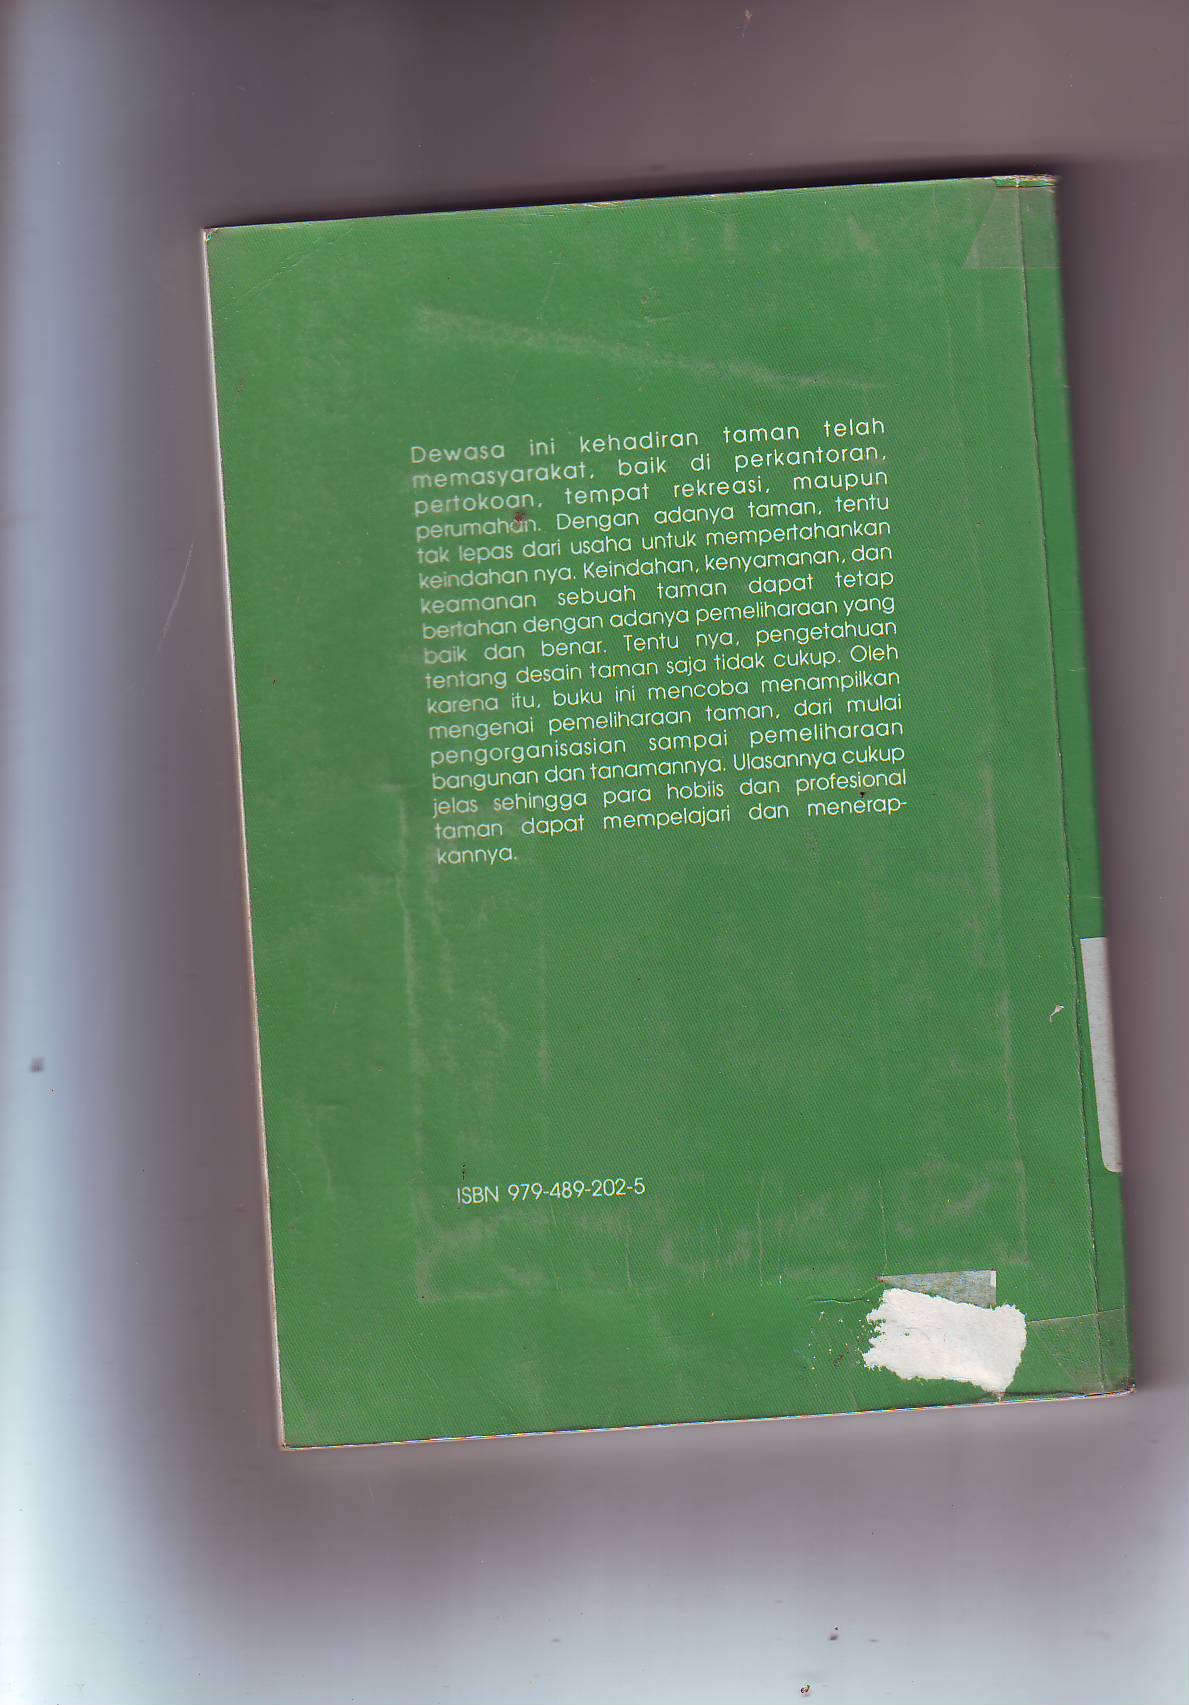 Dewasa ini kehadiran taman telah
memasyarakat, baik di perkantoran,
pertokoan, tempat rekreasi, maupun
perumahan. Dengan adanya taman, tentu
tak lepas dari usaha untuk mempertahankan
keindahan nya. Keindahan, kenyamanan, dan
keamanan sebuah taman dapat tetap
bertahan dengan adanya pemeliharaan yang
baik dan benar. Tentu nya, pengetahuan
tentang desain taman saja tidak cukup. Oleh
karena itu, buku ini mencoba menampilkan
mengenai pemeliharaan taman, dari mulai
pengorganisasian sampai pemeliharaan
bangunan dan tanamannya. Ulasannya cukup
jelas sehingga para hobiis dan profesional
taman dapat mempelajari dan menerap-
kannya.
ISBN 979-489-202-5